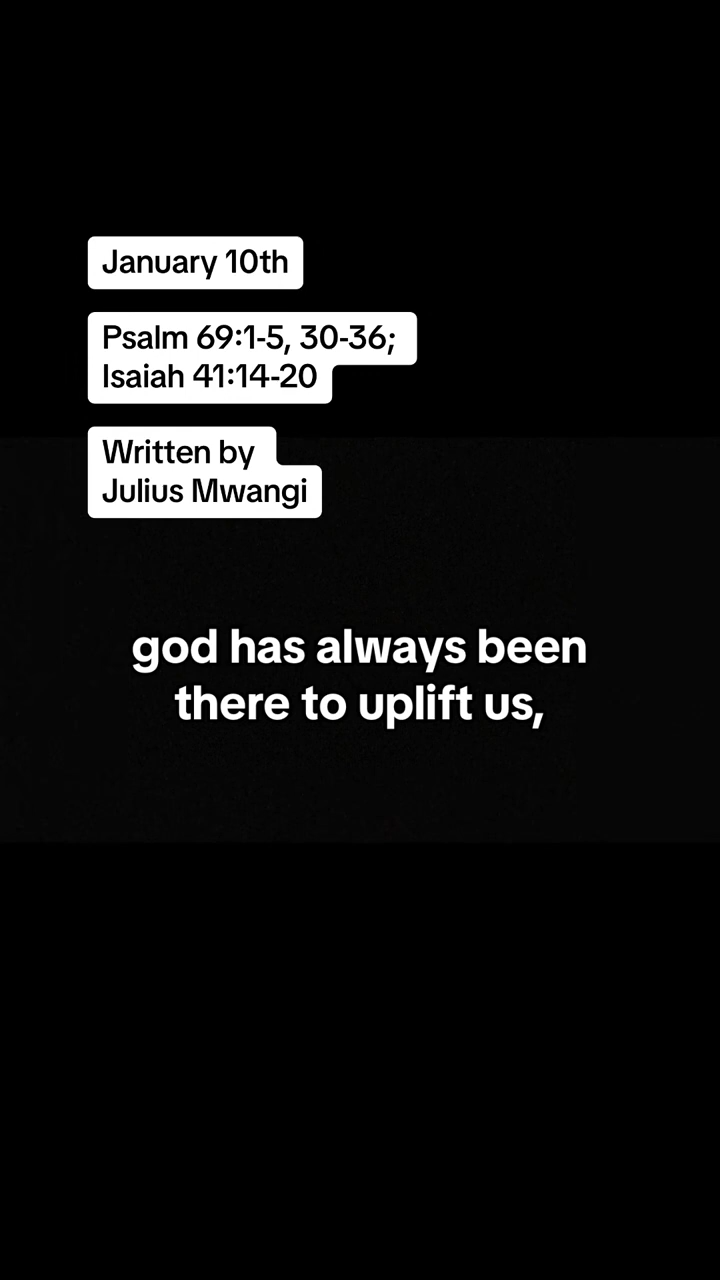 January 10th
Psalm 69:1-5, 30-36;
Isaiah 41:14-20
Written by
Julius Mwangi
god has always been
there to uplift us,